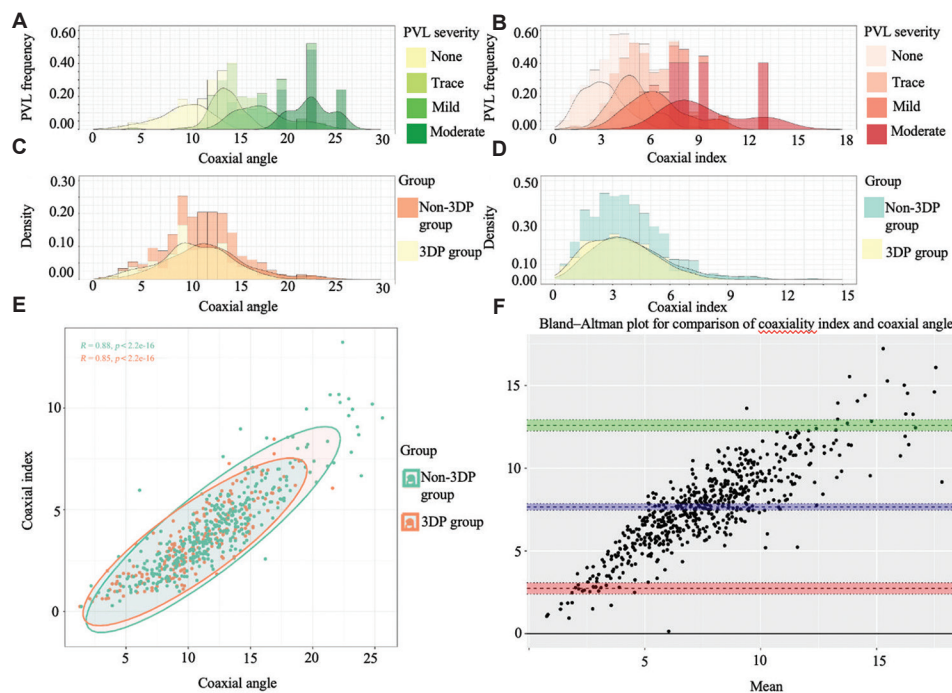 A
PVL frequency
0.60
0.40
0.20
0.00
0 5 10 15 20 25 30
Coaxial angle
PVL severity
None
Trace
Mild
Moderate
B
PVL frequency
0.60
0.40
0.20
0.00
0 3 6 9 12 15 18
Coaxial index
PVL severity
None
Trace
Mild
Moderate
C
Density
0.30
0.20
0.10
0.00
0 5 10 15 20 25 30
Coaxial angle
Group
Non-3DP
group
3DP group
D
Density
0.50
0.30
0.10
0.00
0 3 6 9 12 15
Coaxial index
Group
Non-3DP
group
3DP group
E
R = 0.88, p < 2.2e-16
R = 0.85, p < 2.2e-16
Coaxial index
10
5
0
5 10 15 20 25
Coaxial angle
Group
Non-3DP
group
3DP group
F
Bland–Altman plot for comparison of coaxiality index and coaxial angle
15
10
5
0
5 10 15
Mean